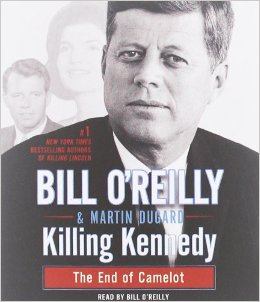 #1
NEW YORK TIMES
BESTSELLING AUTHORS
OF KILLING LINCOLN
BILL O'REILLY
& MARTIN DUGARD
Killing Kennedy
The End of Camelot
READ BY BILL O'REILLY